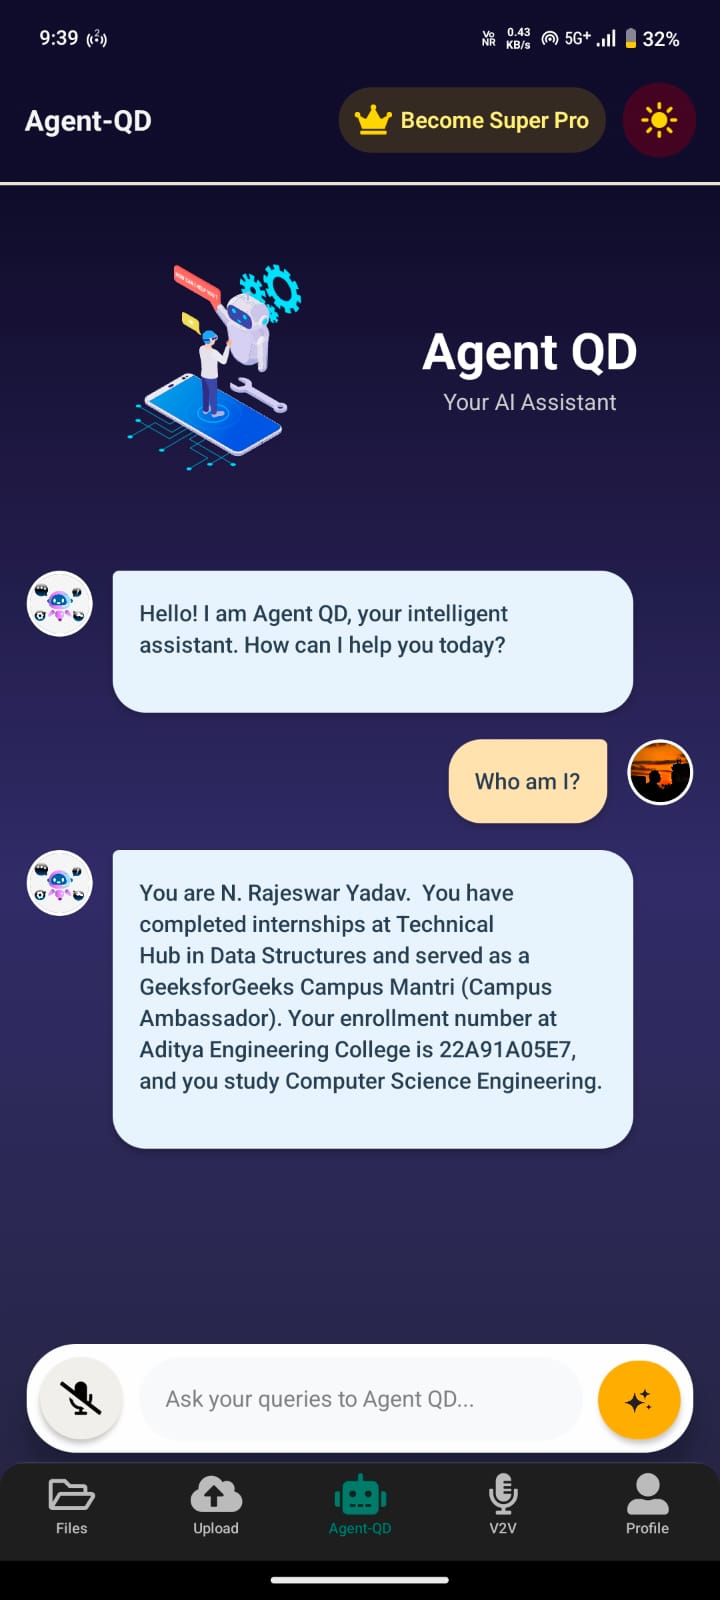 9:39
Vo
NR
0.43
KB/s
5G+
32%
Agent-QD
Become Super Pro
Agent QD
Your AI Assistant
Hello! I am Agent QD, your intelligent
assistant. How can I help you today?
Who am I?
You are N. Rajeswar Yadav.  You have
completed internships at Technical
Hub in Data Structures and served as a
GeeksforGeeks Campus Mantri (Campus
Ambassador). Your enrollment number at
Aditya Engineering College is 22A91A05E7,
and you study Computer Science Engineering.
Ask your queries to Agent QD...
Files
Upload
Agent-QD
V2V
Profile